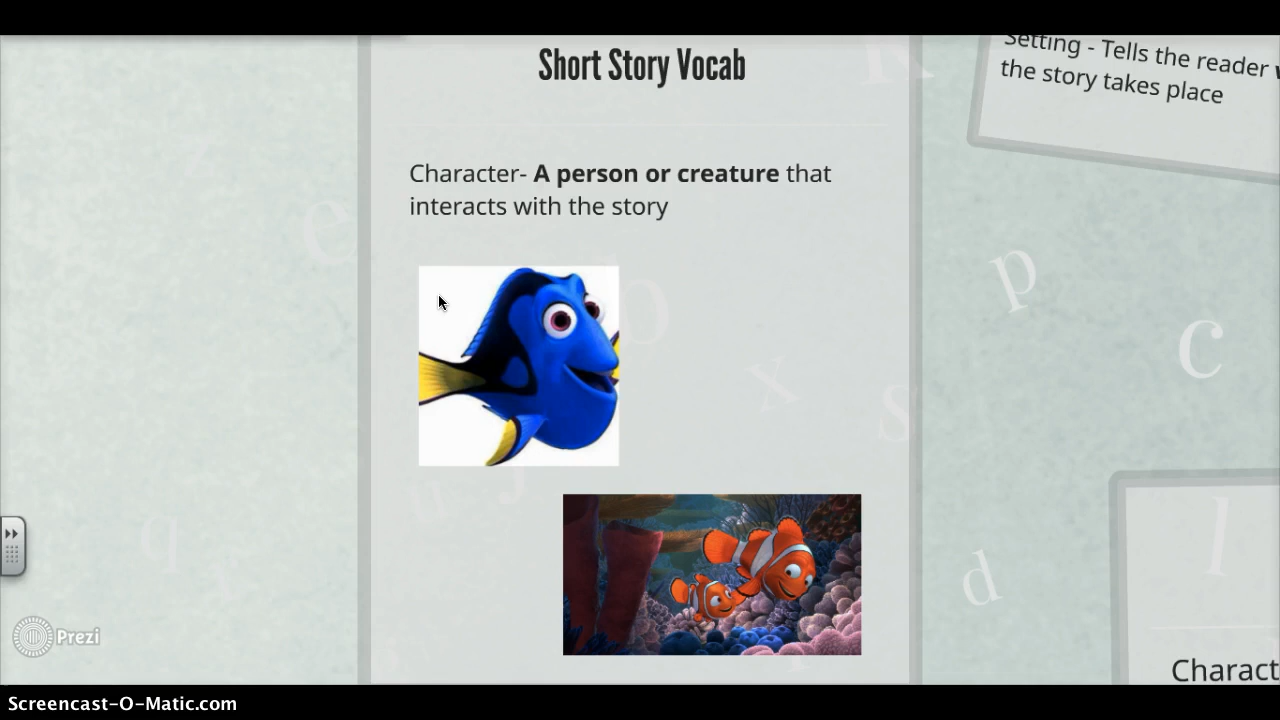 Short Story Vocab
Setting - Tells the reader
the story takes place
Character- A person or creature that
interacts with the story
e
p
b
c
x
s
q
d
l
Prezi
Charact
Screencast-O-Matic.com